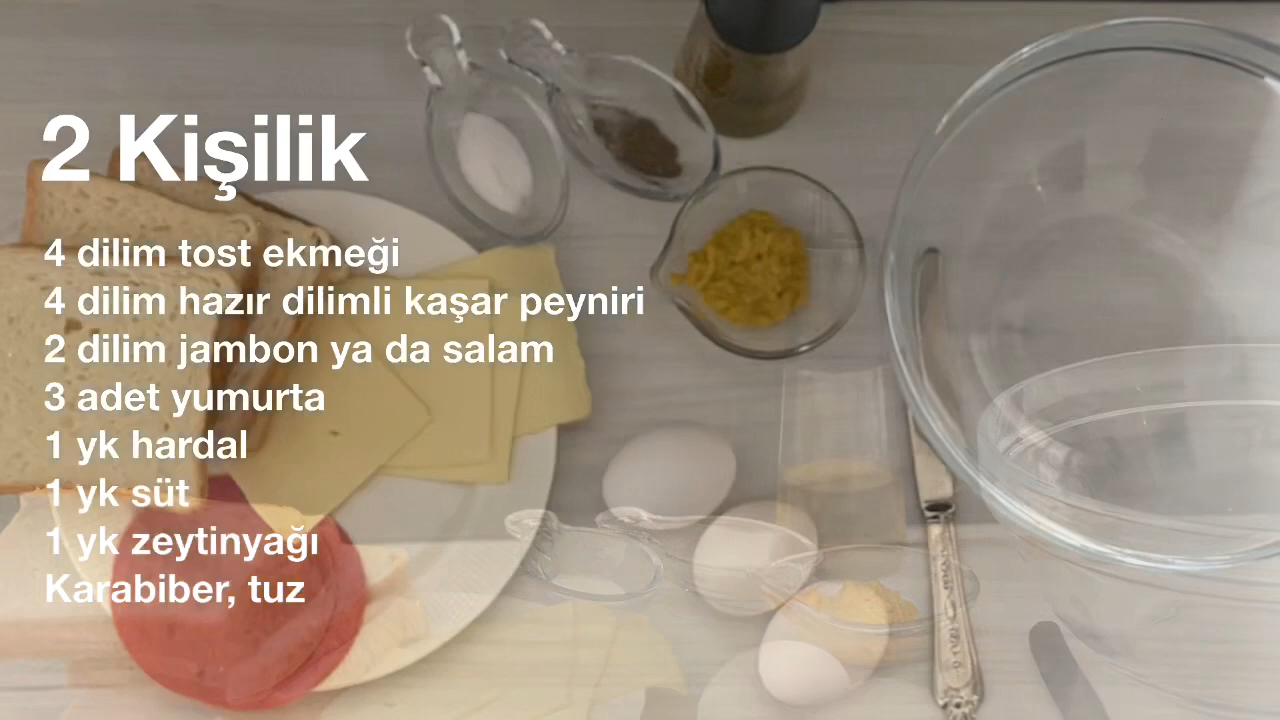 2 Kişilik
4 dilim tost ekmeği
4 dilim hazır dilimli kaşar peyniri
2 dilim jambon ya da salam
3 adet yumurta
1 yk hardal
1 yk süt
1 yk zeytinyağı
Karabiber, tuz